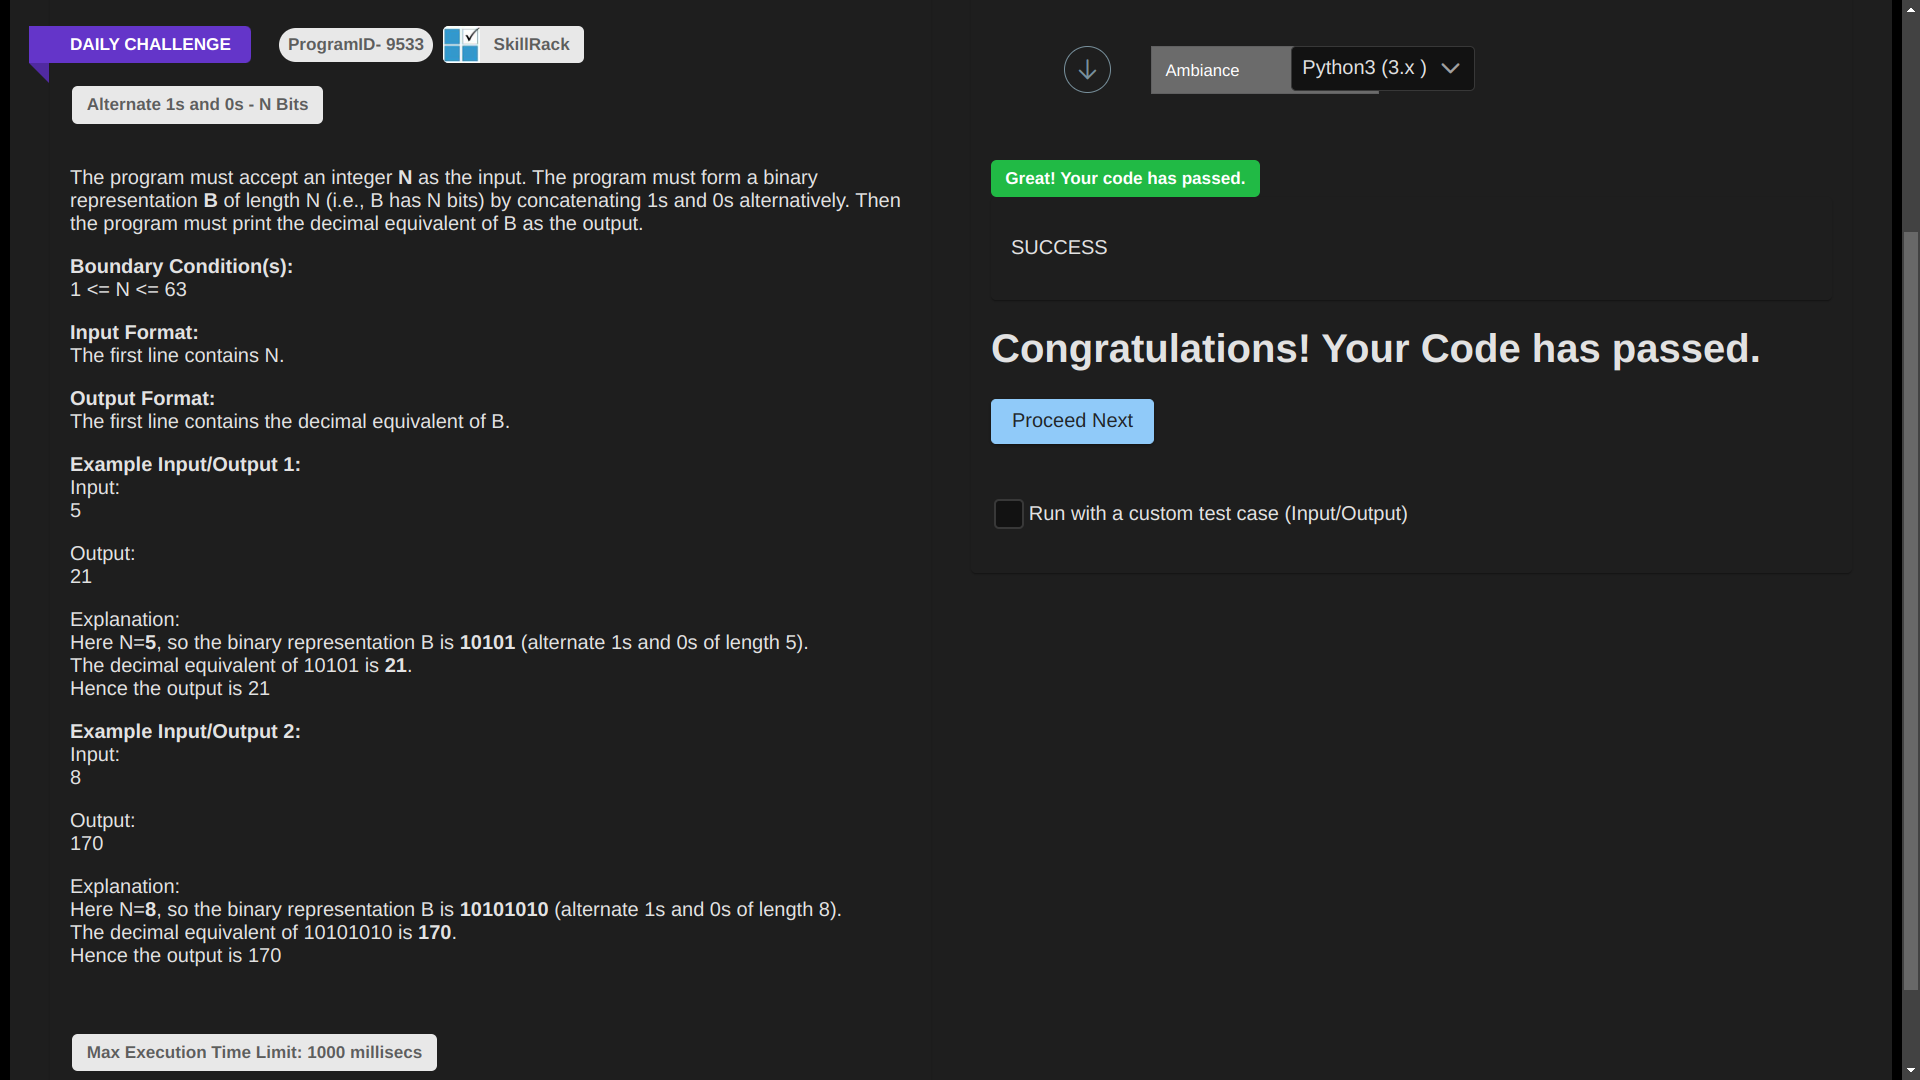 DAILY CHALLENGE
ProgramID- 9533
SkillRack
Alternate 1s and 0s - N Bits
The program must accept an integer N as the input. The program must form a binary
representation B of length N (i.e., B has N bits) by concatenating 1s and 0s alternatively. Then
the program must print the decimal equivalent of B as the output.
Boundary Condition(s):
1 <= N <= 63
Input Format:
The first line contains N.
Output Format:
The first line contains the decimal equivalent of B.
Example Input/Output 1:
Input:
5
Output:
21
Explanation:
Here N=5, so the binary representation B is 10101 (alternate 1s and 0s of length 5).
The decimal equivalent of 10101 is 21.
Hence the output is 21
Example Input/Output 2:
Input:
8
Output:
170
Explanation:
Here N=8, so the binary representation B is 10101010 (alternate 1s and 0s of length 8).
The decimal equivalent of 10101010 is 170.
Hence the output is 170
Max Execution Time Limit: 1000 millisecs
Ambiance
Python3 (3.x )
Great! Your code has passed.
SUCCESS
Congratulations! Your Code has passed.
Proceed Next
Run with a custom test case (Input/Output)